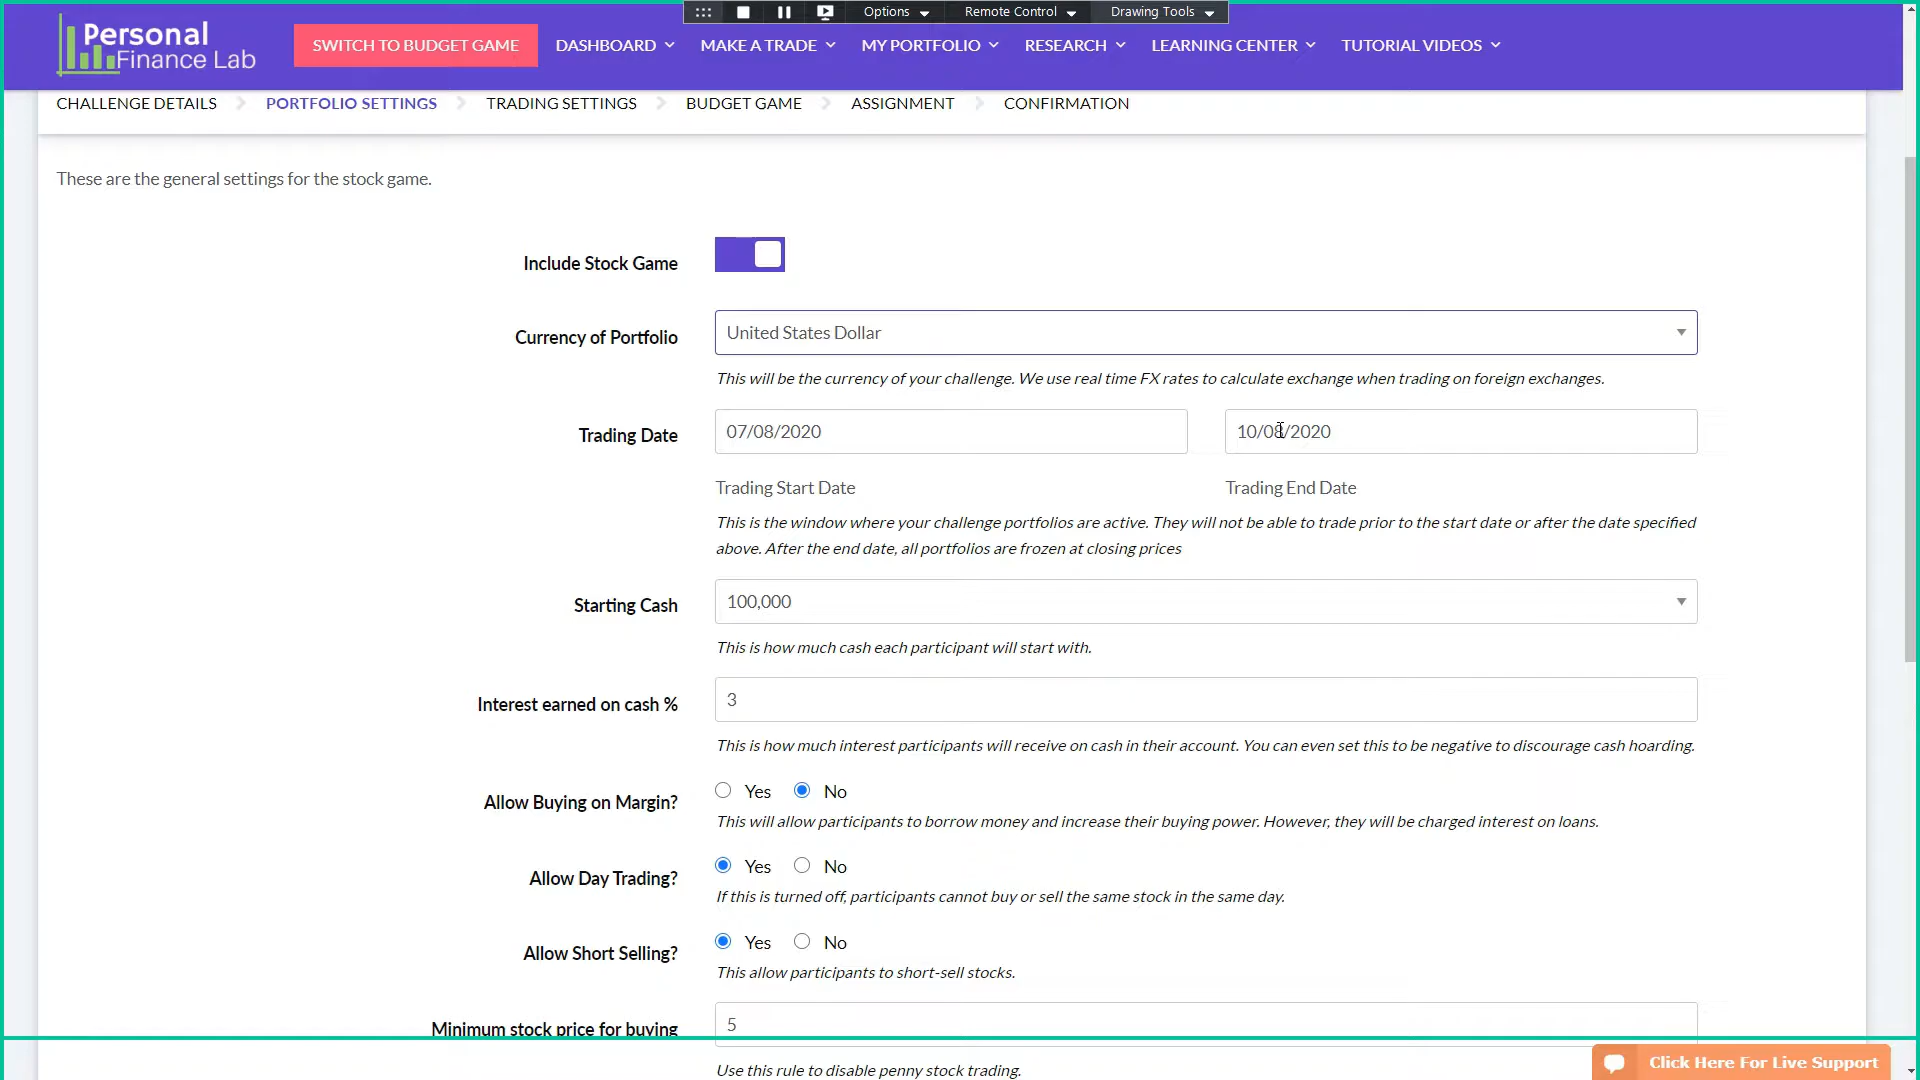 Options
Remote Control
Drawing Tools
Personal
Finance Lab
SWITCH TO BUDGET GAME
DASHBOARD
MAKE A TRADE
MY PORTFOLIO
RESEARCH
LEARNING CENTER
TUTORIAL VIDEOS
CHALLENGE DETAILS
PORTFOLIO SETTINGS
TRADING SETTINGS
BUDGET GAME
ASSIGNMENT
CONFIRMATION
These are the general settings for the stock game.
Include Stock Game
Currency of Portfolio
United States Dollar
This will be the currency of your challenge. We use real time FX rates to calculate exchange when trading on foreign exchanges.
Trading Date
07/08/2020
10/08/2020
Trading Start Date
Trading End Date
This is the window where your challenge portfolios are active. They will not be able to trade prior to the start date or after the date specified
above. After the end date, all portfolios are frozen at closing prices
Starting Cash
100,000
This is how much cash each participant will start with.
Interest earned on cash %
3
This is how much interest participants will receive on cash in their account. You can even set this to be negative to discourage cash hoarding.
Allow Buying on Margin?
Yes
No
This will allow participants to borrow money and increase their buying power. However, they will be charged interest on loans.
Allow Day Trading?
Yes
No
If this is turned off, participants cannot buy or sell the same stock in the same day.
Allow Short Selling?
Yes
No
This allow participants to short-sell stocks.
Minimum stock price for buying
5
Use this rule to disable penny stock trading.
Click Here For Live Support